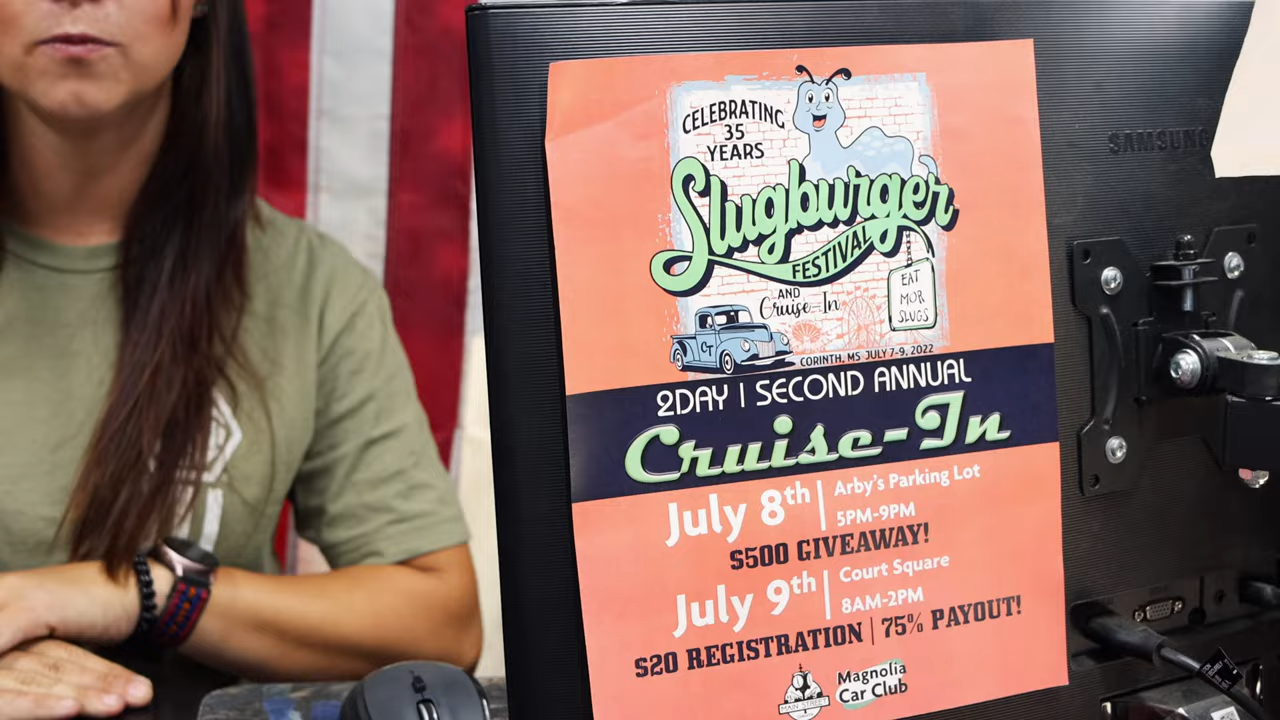 SAMSUNG
CELEBRATING
35
YEARS
Slugburger
FESTIVAL
AND
Cruise-In
EAT
MOR
SLUGS
CT
CORINTH, MS JULY 7-9, 2022
2DAY | SECOND ANNUAL
Cruise-In
July 8th | Arby's Parking Lot
5PM-9PM
$500 GIVEAWAY!
July 9th | Court Square
8AM-2PM
$20 REGISTRATION | 75% PAYOUT!
MAIN STREET
Magnolia
Car Club